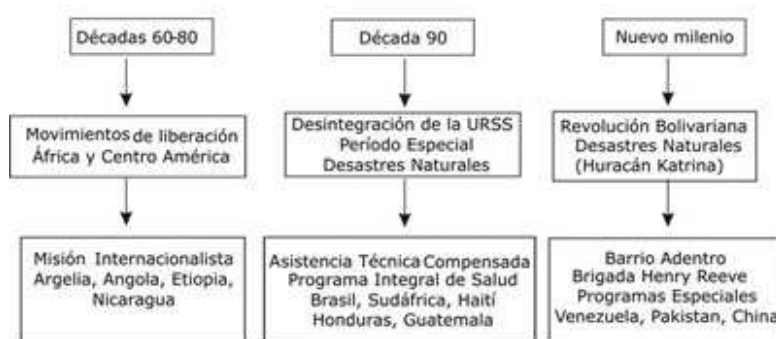 Décadas 60-80
Década 90
Nuevo milenio
Movimientos de liberación
África y Centro América
Desintegración de la URSS
Período Especial
Desastres Naturales
Revolución Bolivariana
Desastres Naturales
(Huracán Katrina)
Misión Internacionalista
Argelia, Angola, Etiopia,
Nicaragua
Asistencia Técnica Compensada
Programa Integral de Salud
Brasil, Sudáfrica, Haití
Honduras, Guatemala
Barrio Adentro
Brigada Henry Reeve
Programas Especiales
Venezuela, Pakistan, China